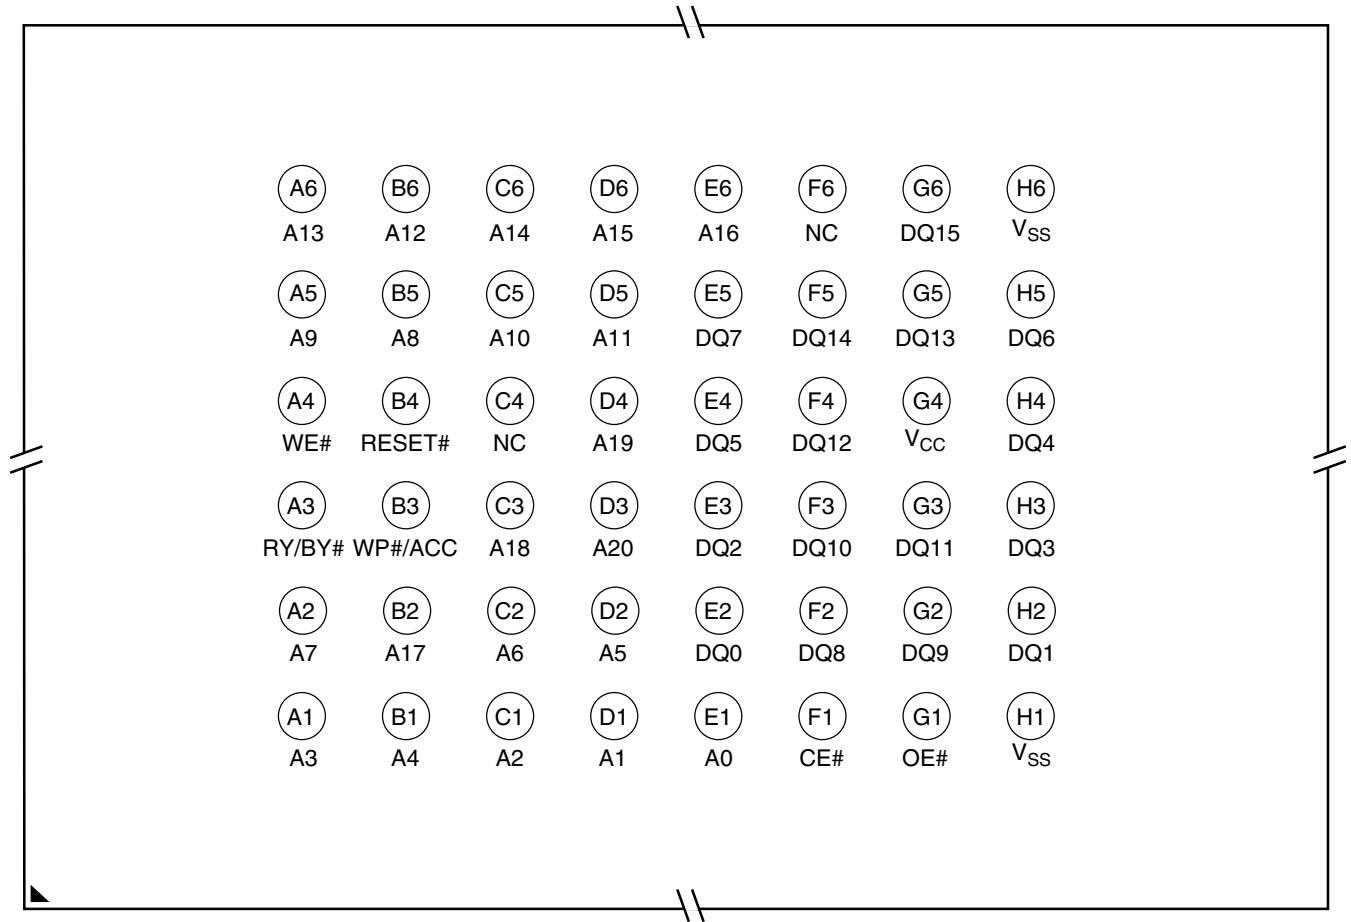 A6 B6 C6 D6 E6 F6 G6 H6
A13 A12 A14 A15 A16 NC DQ15 VSS
A5 B5 C5 D5 E5 F5 G5 H5
A9 A8 A10 A11 DQ7 DQ14 DQ13 DQ6
A4 B4 C4 D4 E4 F4 G4 H4
WE# RESET# NC A19 DQ5 DQ12 VCC DQ4
A3 B3 C3 D3 E3 F3 G3 H3
RY/BY# WP#/ACC A18 A20 DQ2 DQ10 DQ11 DQ3
A2 B2 C2 D2 E2 F2 G2 H2
A7 A17 A6 A5 DQ0 DQ8 DQ9 DQ1
A1 B1 C1 D1 E1 F1 G1 H1
A3 A4 A2 A1 A0 CE# OE# VSS